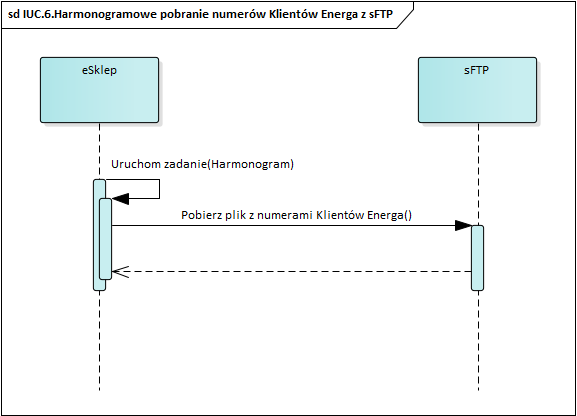 sd IUC.6.Harmonogramowe pobranie numerów Klientów Energa z sFTP
eSklep
sFTP
Uruchom zadanie(Harmonogram)
Pobierz plik z numerami Klientów Energa()